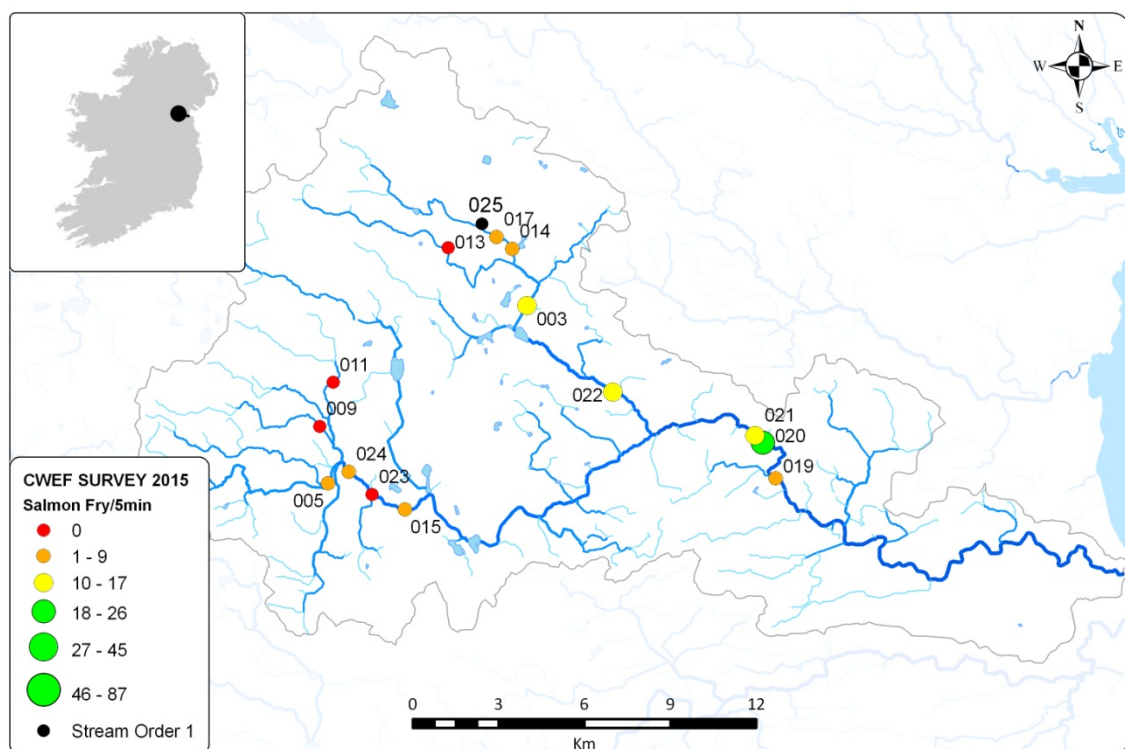 N
W E
S
025
017
013
014
003
011
022
009
021
020
024
023
019
005
015
CWEF SURVEY 2015
Salmon Fry/5min
0
1 - 9
10 - 17
18 - 26
27 - 45
46 - 87
Stream Order 1
0 3 6 9 12
Km